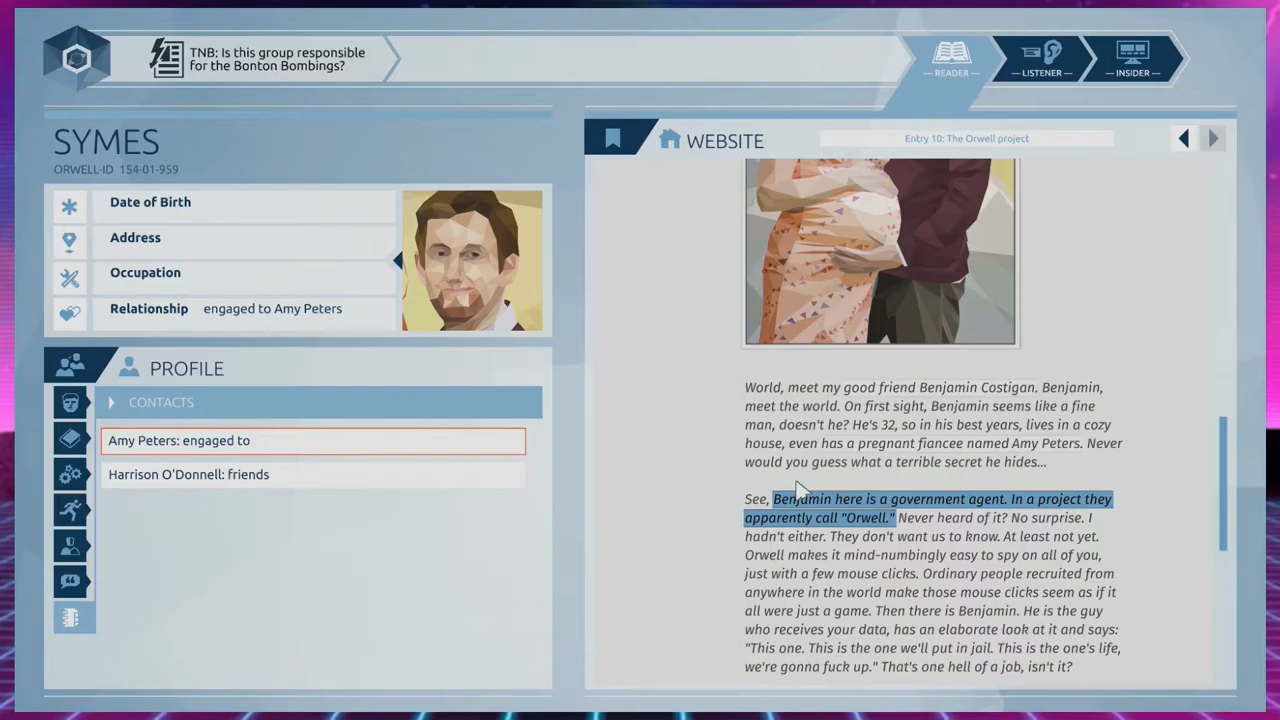 TNB: Is this group responsible
for the Bonton Bombings?
READER
LISTENER
INSIDER
SYMES
ORWELL-ID 154-01-959
Date of Birth
Address
Occupation
Relationship engaged to Amy Peters
PROFILE
CONTACTS
Amy Peters: engaged to
Harrison O'Donnell: friends
WEBSITE
Entry 10: The Orwell project
World, meet my good friend Benjamin Costigan. Benjamin,
meet the world. On first sight, Benjamin seems like a fine
man, doesn't he? He's 32, so in his best years, lives in a cozy
house, even has a pregnant fiancee named Amy Peters. Never
would you guess what a terrible secret he hides...
See, Benjamin here is a government agent. In a project they
apparently call "Orwell." Never heard of it? No surprise. I
hadn't either. They don't want us to know. At least not yet.
Orwell makes it mind-numbingly easy to spy on all of you,
just with a few mouse clicks. Ordinary people recruited from
anywhere in the world make those mouse clicks seem as if it
all were just a game. Then there is Benjamin. He is the guy
who receives your data, has an elaborate look at it and says:
"This one. This is the one we'll put in jail. This is the one's life,
we're gonna fuck up." That's one hell of a job, isn't it?